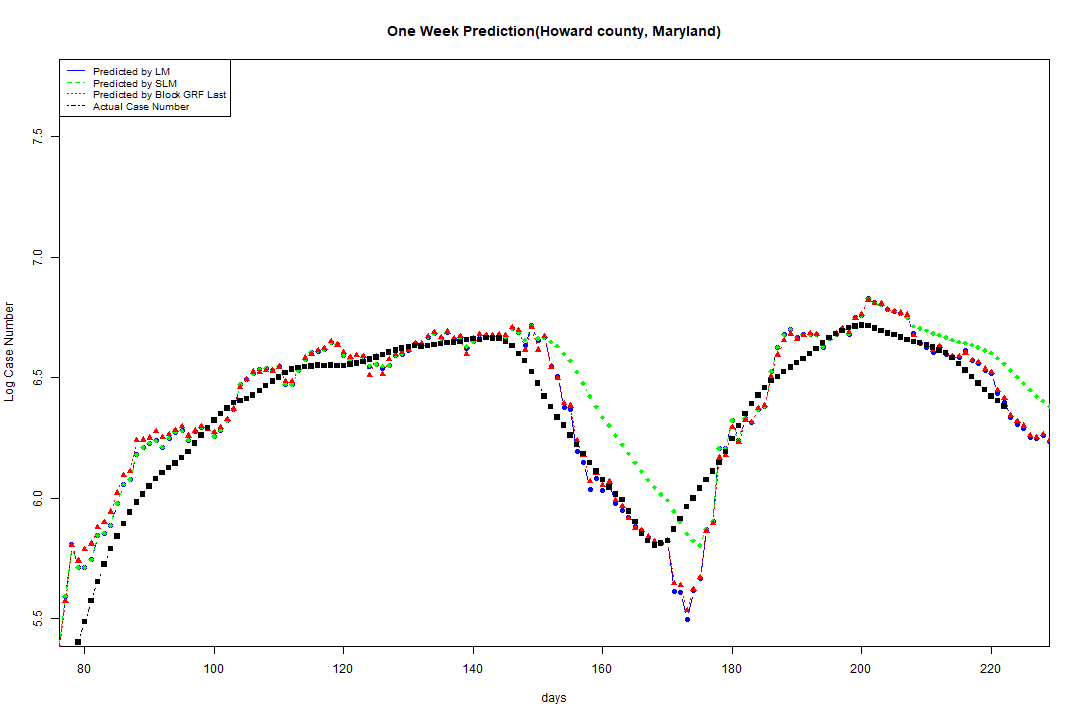 One Week Prediction(Howard county, Maryland)
Predicted by LM
Predicted by SLM
Predicted by Block GRF Last
Actual Case Number
7.5
7.0
6.5
6.0
5.5
Log Case Number
80 100 120 140 160 180 200 220
days